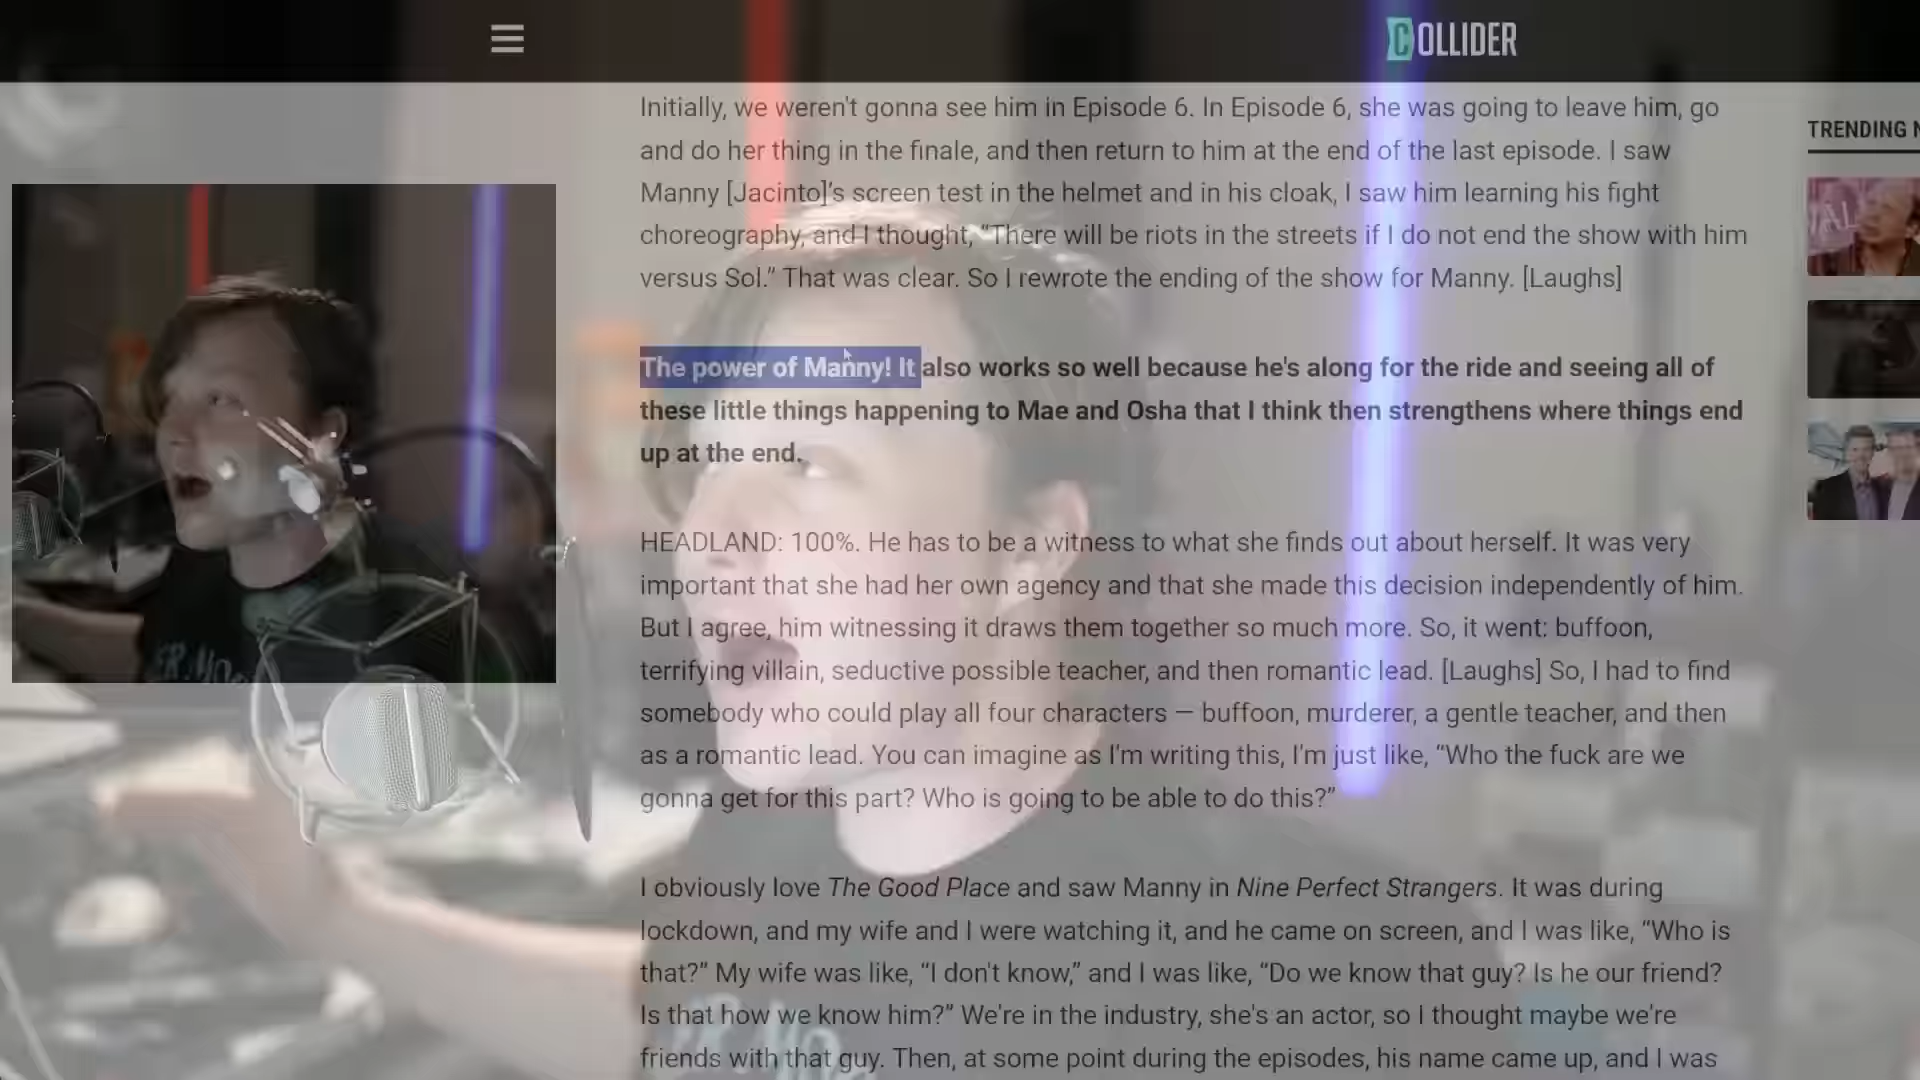 COLLIDER
Initially, we weren't gonna see him in Episode 6. In Episode 6, she was going to leave him, go
and do her thing in the finale, and then return to him at the end of the last episode. I saw
Manny [Jacinto]'s screen test in the helmet and in his cloak, I saw him learning his fight
choreography, and I thought, “There will be riots in the streets if I do not end the show with him
versus Sol.” That was clear. So I rewrote the ending of the show for Manny. [Laughs]
The power of Manny! It also works so well because he's along for the ride and seeing all of
these little things happening to Mae and Osha that I think then strengthens where things end
up at the end.
HEADLAND: 100%. He has to be a witness to what she finds out about herself. It was very
important that she had her own agency and that she made this decision independently of him.
But I agree, him witnessing it draws them together so much more. So, it went: buffoon,
terrifying villain, seductive possible teacher, and then romantic lead. [Laughs] So, I had to find
somebody who could play all four characters — buffoon, murderer, a gentle teacher, and then
as a romantic lead. You can imagine as I'm writing this, I'm just like, “Who the fuck are we
gonna get for this part? Who is going to be able to do this?”
I obviously love The Good Place and saw Manny in Nine Perfect Strangers. It was during
lockdown, and my wife and I were watching it, and he came on screen, and I was like, “Who is
that?” My wife was like, “I don't know,” and I was like, “Do we know that guy? Is he our friend?
Is that how we know him?” We're in the industry, she's an actor, so I thought maybe we're
friends with that guy. Then, at some point during the episodes, his name came up, and I was
TRENDING N